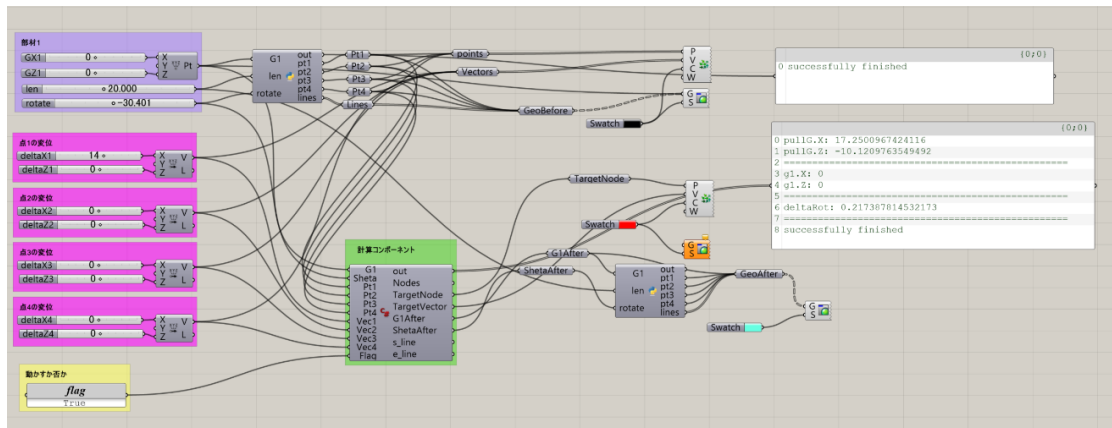 部材1
GX1 0
GZ1 0
X
Y
Z
Pt
len 20.000
rotate -30.401
G1
len
rotate
out
pt1
pt2
pt3
pt4
lines
Pt1
Pt2
Pt3
Pt4
Lines
points
Vectors
GeoBefore
Swatch
P
V
C
W
G
S
{0;0}
0 successfully finished
点1の変位
deltaX1 14
deltaZ1 0
X
Y
Z
V
L
点2の変位
deltaX2 0
deltaZ2 0
X
Y
Z
V
L
点3の変位
deltaX3 0
deltaZ3 0
X
Y
Z
V
L
点4の変位
deltaX4 0
deltaZ4 0
X
Y
Z
V
L
動かすか否か
flag
True
計算コンポーネント
G1
Sheta
Pt1
Pt2
Pt3
Pt4
Vec1
Vec2
Vec3
Vec4
Flag
out
Nodes
TargetNode
TargetVector
G1After
ShetaAfter
s_line
e_line
TargetNode
Swatch
P
V
C
W
G
S
G1After
ShetaAfter
G1
len
rotate
out
pt1
pt2
pt3
pt4
lines
GeoAfter
Swatch
G
S
{0;0}
0 pullG.X: 17.2500967424116
1 pullG.Z: -10.1209763549492
2 ====================================================
3 g1.X: 0
4 g1.Z: 0
5 ====================================================
6 deltaRot: 0.217387814532173
7 ====================================================
8 successfully finished